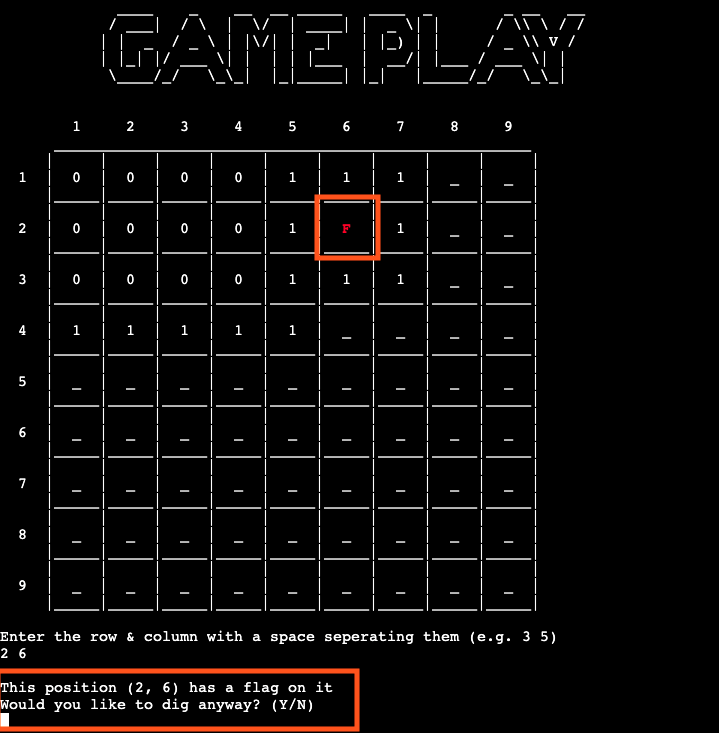 GAME PLAY
1 2 3 4 5 6 7 8 9
1 0 0 0 0 1 1 1 _ _
2 0 0 0 0 1 F 1 _ _
3 0 0 0 0 1 1 1 _ _
4 1 1 1 1 1 _ _ _ _
5 _ _ _ _ _ _ _ _ _
6 _ _ _ _ _ _ _ _ _
7 _ _ _ _ _ _ _ _ _
8 _ _ _ _ _ _ _ _ _
9 _ _ _ _ _ _ _ _ _
Enter the row & column with a space seperating them (e.g. 3 5)
2 6
This position (2, 6) has a flag on it
Would you like to dig anyway? (Y/N)